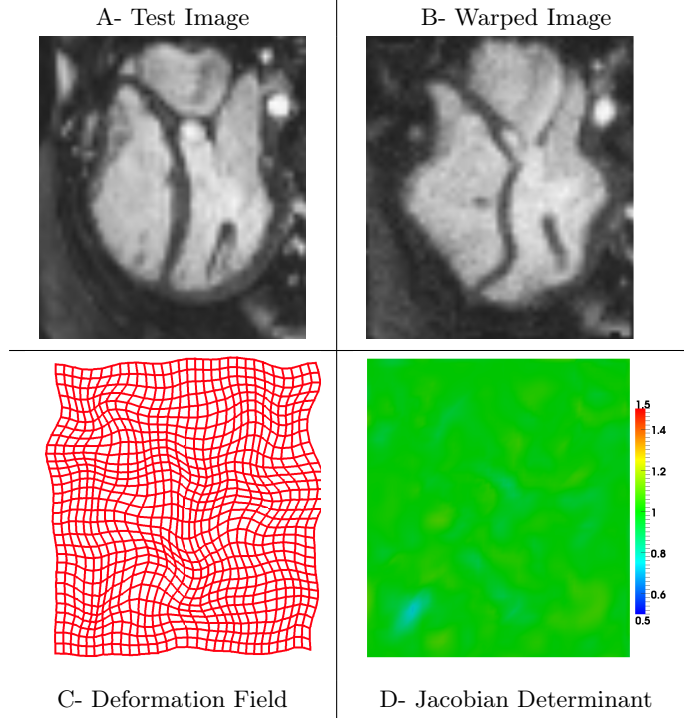 A- Test Image
B- Warped Image
1.5
1.4
1.2
1
0.8
0.6
0.5
C- Deformation Field
D- Jacobian Determinant